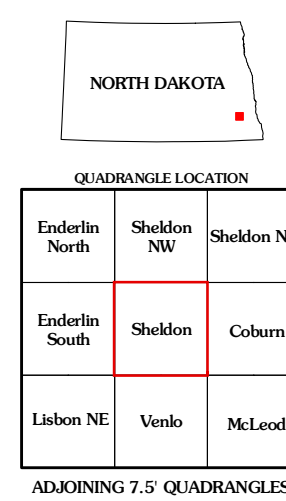 NORTH DAKOTA
QUADRANGLE LOCATION
Enderlin North
Sheldon NW
Sheldon N
Enderlin South
Sheldon
Coburn
Lisbon NE
Venlo
McLeod
ADJOINING 7.5' QUADRANGLES